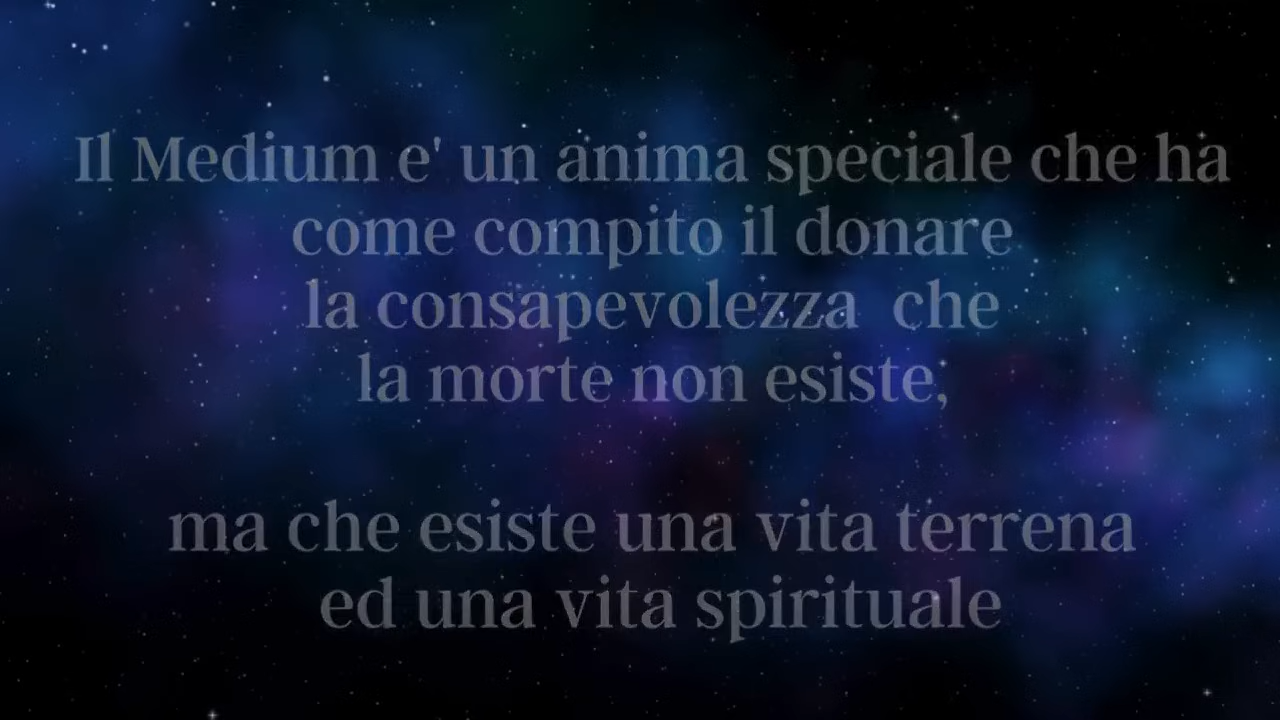 Il Medium e' un anima speciale che ha
come compito il donare
la consapevolezza che
la morte non esiste,
ma che esiste una vita terrena
ed una vita spirituale